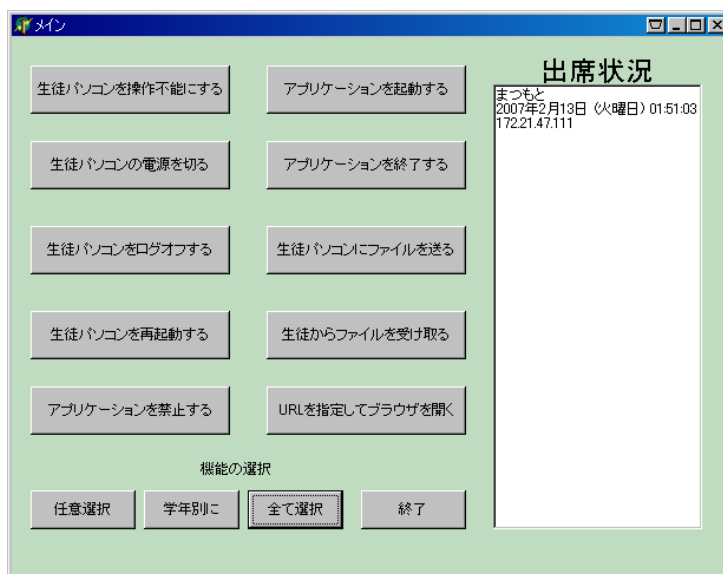 メイン
生徒パソコンを操作不能にする
アプリケーションを起動する
出席状況
まつもと
2007年2月13日 (火曜日) 01:51:03
172.21.47.111
生徒パソコンの電源を切る
アプリケーションを終了する
生徒パソコンをログオフする
生徒パソコンにファイルを送る
生徒パソコンを再起動する
生徒からファイルを受け取る
アプリケーションを禁止する
URLを指定してブラウザを開く
機能の選択
任意選択
学年別に
全て選択
終了